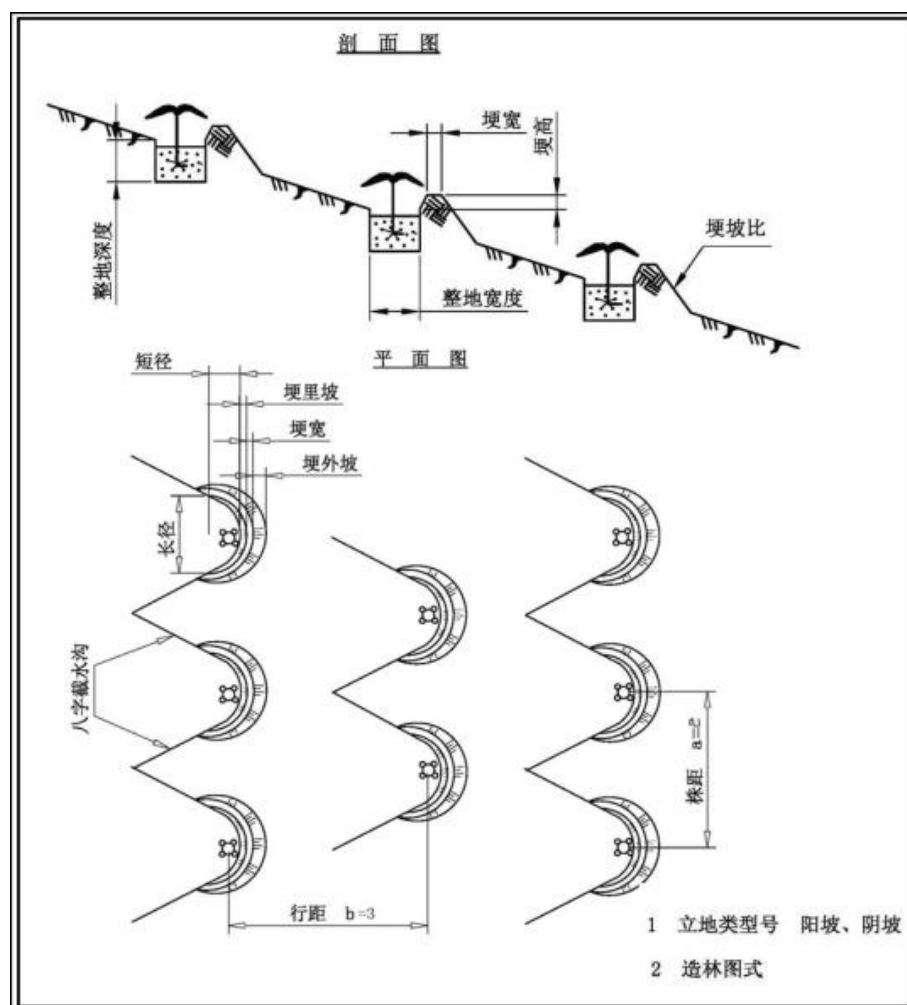 剖 面 图
埂宽
埂高
整地深度
埂坡比
整地宽度
平 面 图
短径
埂里坡
埂宽
埂外坡
长径
八字截水沟
株距 a=2
行距 b=3
1 立地类型号 阳坡、阴坡
2 造林图式